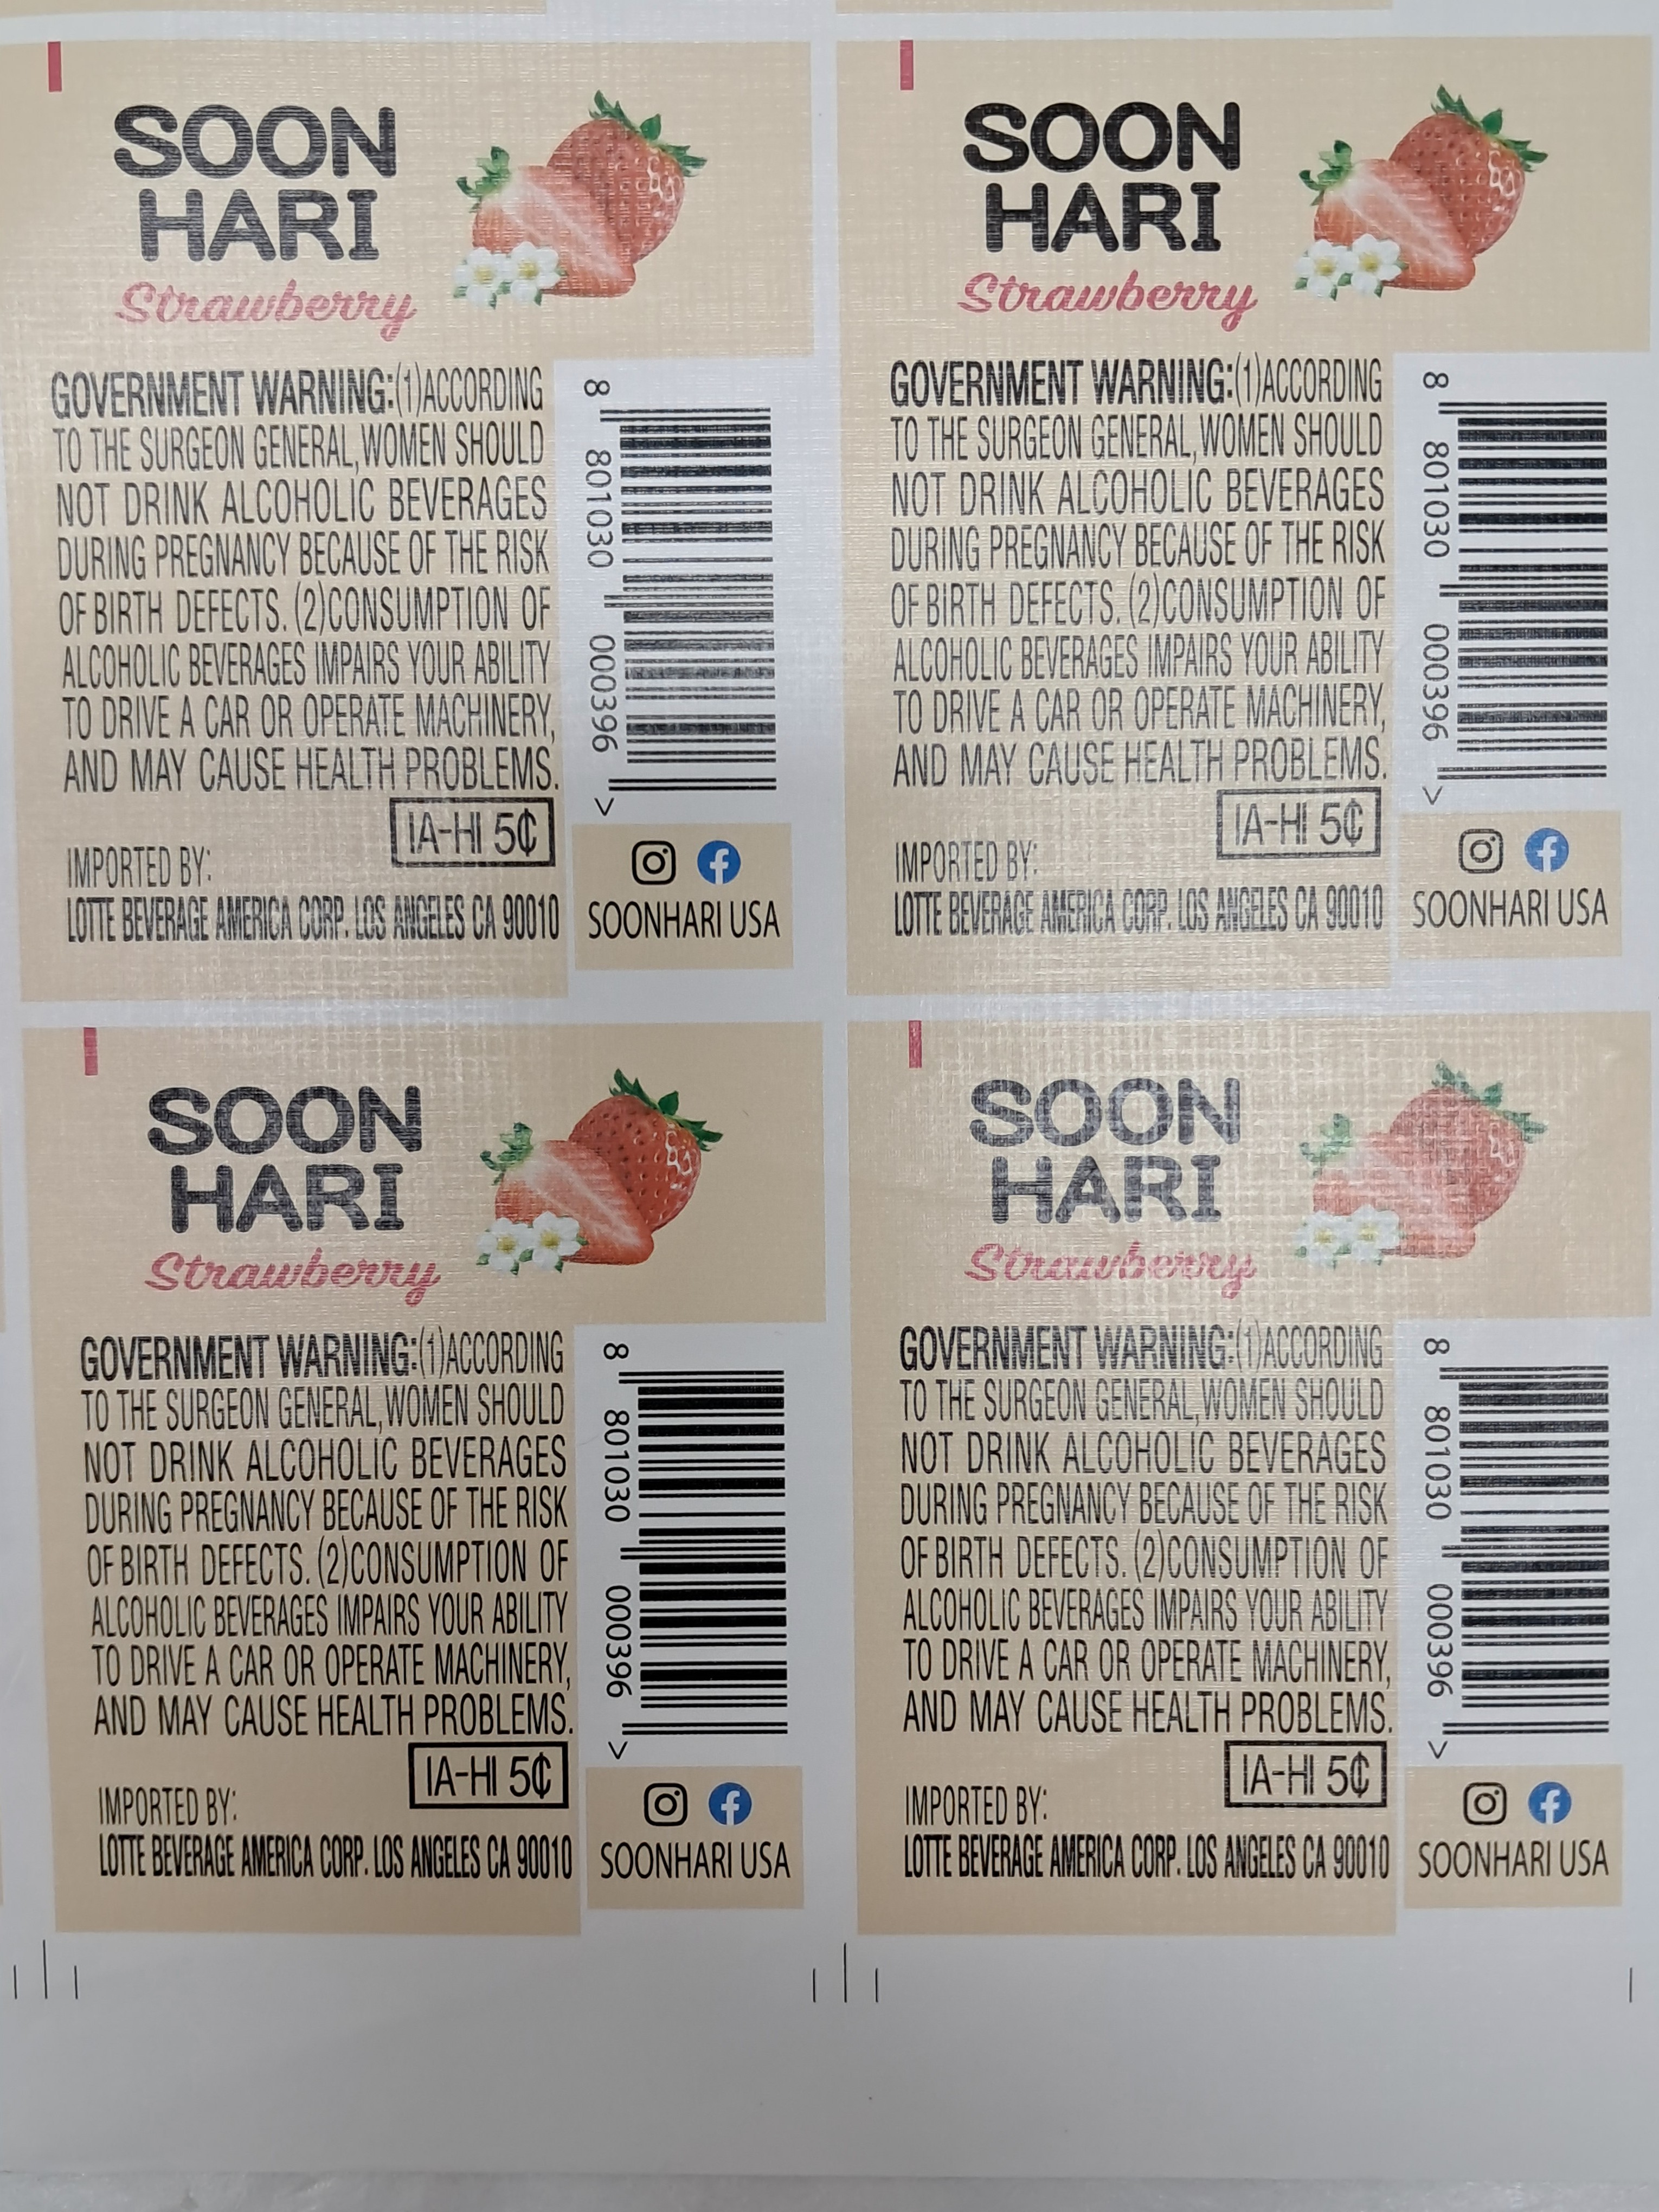 SOON
HARI
Strawberry
GOVERNMENT WARNING:(1)ACCORDING
TO THE SURGEON GENERAL,WOMEN SHOULD
NOT DRINK ALCOHOLIC BEVERAGES
DURING PREGNANCY BECAUSE OF THE RISK
OF BIRTH DEFECTS. (2)CONSUMPTION OF
ALCOHOLIC BEVERAGES IMPAIRS YOUR ABILITY
TO DRIVE A CAR OR OPERATE MACHINERY,
AND MAY CAUSE HEALTH PROBLEMS.
IA-HI 5¢
IMPORTED BY:
LOTTE BEVERAGE AMERICA CORP. LOS ANGELES CA 90010
8 801030 000396 >
SOONHARI USA
SOON
HARI
Strawberry
GOVERNMENT WARNING:(1)ACCORDING
TO THE SURGEON GENERAL,WOMEN SHOULD
NOT DRINK ALCOHOLIC BEVERAGES
DURING PREGNANCY BECAUSE OF THE RISK
OF BIRTH DEFECTS. (2)CONSUMPTION OF
ALCOHOLIC BEVERAGES IMPAIRS YOUR ABILITY
TO DRIVE A CAR OR OPERATE MACHINERY,
AND MAY CAUSE HEALTH PROBLEMS.
IA-HI 5¢
IMPORTED BY:
LOTTE BEVERAGE AMERICA CORP. LOS ANGELES CA 90010
8 801030 000396 >
SOONHARI USA
SOON
HARI
Strawberry
GOVERNMENT WARNING:(1)ACCORDING
TO THE SURGEON GENERAL,WOMEN SHOULD
NOT DRINK ALCOHOLIC BEVERAGES
DURING PREGNANCY BECAUSE OF THE RISK
OF BIRTH DEFECTS. (2)CONSUMPTION OF
ALCOHOLIC BEVERAGES IMPAIRS YOUR ABILITY
TO DRIVE A CAR OR OPERATE MACHINERY,
AND MAY CAUSE HEALTH PROBLEMS.
IA-HI 5¢
IMPORTED BY:
LOTTE BEVERAGE AMERICA CORP. LOS ANGELES CA 90010
8 801030 000396 >
SOONHARI USA
SOON
HARI
Strawberry
GOVERNMENT WARNING:(1)ACCORDING
TO THE SURGEON GENERAL,WOMEN SHOULD
NOT DRINK ALCOHOLIC BEVERAGES
DURING PREGNANCY BECAUSE OF THE RISK
OF BIRTH DEFECTS. (2)CONSUMPTION OF
ALCOHOLIC BEVERAGES IMPAIRS YOUR ABILITY
TO DRIVE A CAR OR OPERATE MACHINERY,
AND MAY CAUSE HEALTH PROBLEMS.
IA-HI 5¢
IMPORTED BY:
LOTTE BEVERAGE AMERICA CORP. LOS ANGELES CA 90010
8 801030 000396 >
SOONHARI USA